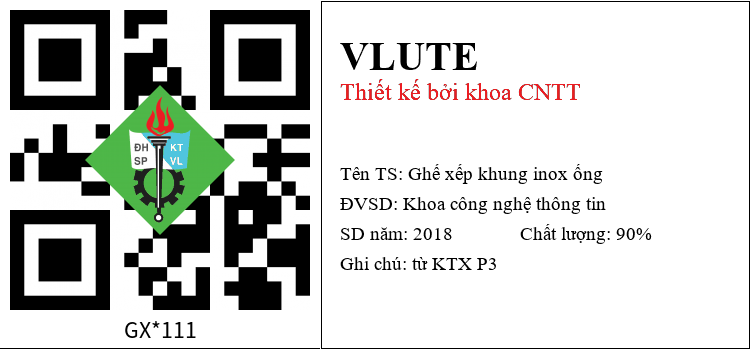 ĐH KT
SP VL
GX*111
VLUTE
Thiết kế bởi khoa CNTT
Tên TS: Ghế xếp khung inox ống
ĐVSD: Khoa công nghệ thông tin
SD năm: 2018 Chất lượng: 90%
Ghi chú: từ KTX P3